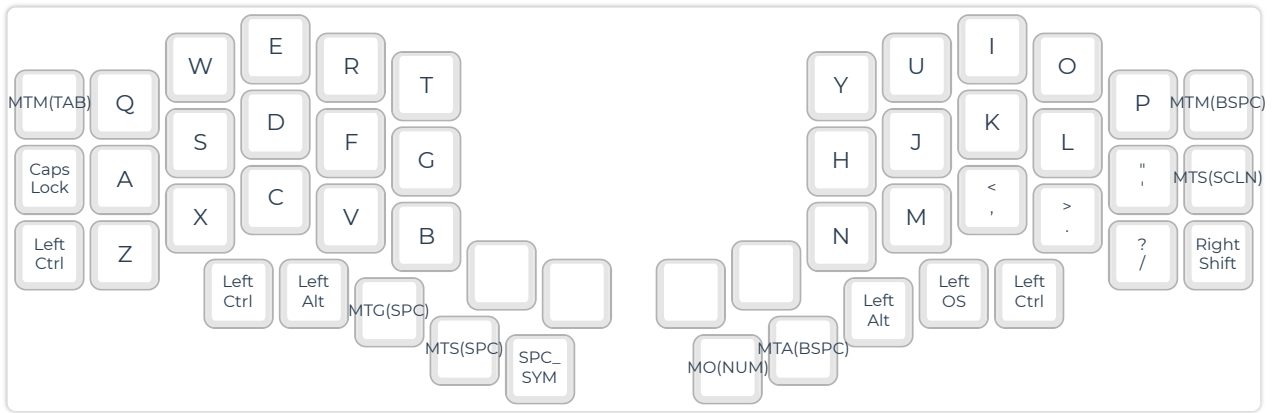 MTM(TAB)
Q
W
E
R
T
Y
U
I
O
P
MTM(BSPC)
Caps
Lock
A
S
D
F
G
H
J
K
L
"
'
MTS(SCLN)
Left
Ctrl
Z
X
C
V
B
N
M
<
,
>
.
?
/
Right
Shift
Left
Ctrl
Left
Alt
MTG(SPC)
MTS(SPC)
SPC_
SYM
MO(NUM)
MTA(BSPC)
Left
Alt
Left
OS
Left
Ctrl